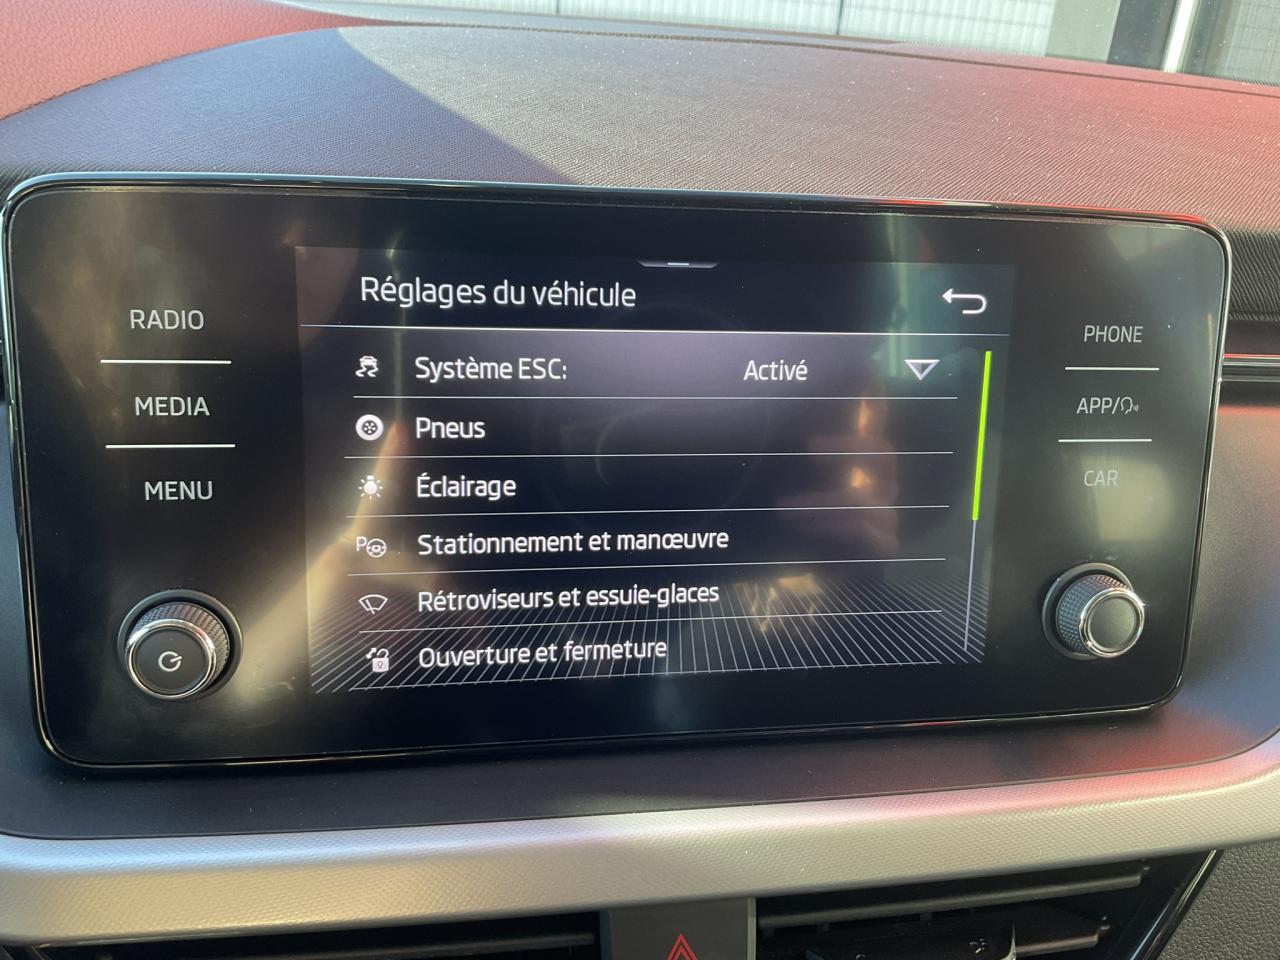 Réglages du véhicule
RADIO
MEDIA
MENU
Système ESC: Activé
Pneus
Éclairage
P Stationnement et manœuvre
Rétroviseurs et essuie-glaces
Ouverture et fermeture
PHONE
APP/
CAR